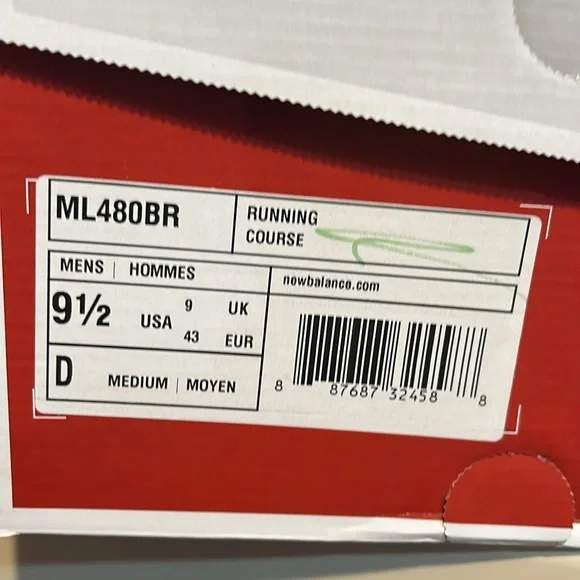 ML480BR
RUNNING
COURSE
MENS | HOMMES
newbalance.com
9½ USA 9 UK
43 EUR
D MEDIUM | MOYEN
8 87687 32458 8